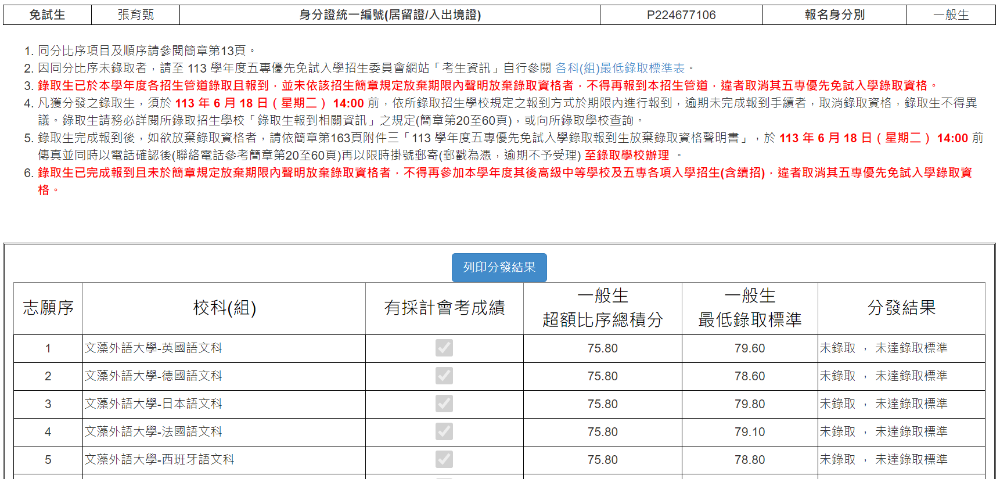 免試生 張育甄 身分證統一編號(居留證/入出境證) P224677106 報名身分別 一般生
1. 同分比序項目及順序請參閱簡章第13頁。
2. 因同分比序未錄取者，請至 113 學年度五專優先免試入學招生委員會網站「考生資訊」自行參閱 各科(組)最低錄取標準表。
3. 錄取生已於本學年度各招生管道錄取且報到，並未依該招生簡章規定放棄期限內聲明放棄錄取資格者，不得再報到本招生管道，違者取消其五專優先免試入學錄取資格。
4. 凡獲分發之錄取生，須於 113 年 6 月 18 日（星期二） 14:00 前，依所錄取招生學校規定之報到方式於期限內進行報到，逾期未完成報到手續者，取消錄取資格，錄取生不得異
議。錄取生請務必詳閱所錄取招生學校「錄取生報到相關資訊」之規定(簡章第20至60頁)，或向所錄取學校查詢。
5. 錄取生完成報到後，如欲放棄錄取資格者，請依簡章第163頁附件三「113 學年度五專優先免試入學錄取報到生放棄錄取資格聲明書」，於 113 年 6 月 18 日（星期二） 14:00 前
傳真並同時以電話確認後(聯絡電話參考簡章第20至60頁)再以限時掛號郵寄(郵戳為憑，逾期不予受理) 至錄取學校辦理 。
6. 錄取生已完成報到且未於簡章規定放棄期限內聲明放棄錄取資格者，不得再參加本學年度其後高級中等學校及五專各項入學招生(含續招)，違者取消其五專優先免試入學錄取資
格。
列印分發結果
志願序 校科(組) 有採計會考成績 一般生 超額比序總積分 一般生 最低錄取標準 分發結果
1 文藻外語大學-英國語文科 75.80 79.60 未錄取 ， 未達錄取標準
2 文藻外語大學-德國語文科 75.80 78.60 未錄取 ， 未達錄取標準
3 文藻外語大學-日本語文科 75.80 79.80 未錄取 ， 未達錄取標準
4 文藻外語大學-法國語文科 75.80 79.10 未錄取 ， 未達錄取標準
5 文藻外語大學-西班牙語文科 75.80 78.80 未錄取 ， 未達錄取標準